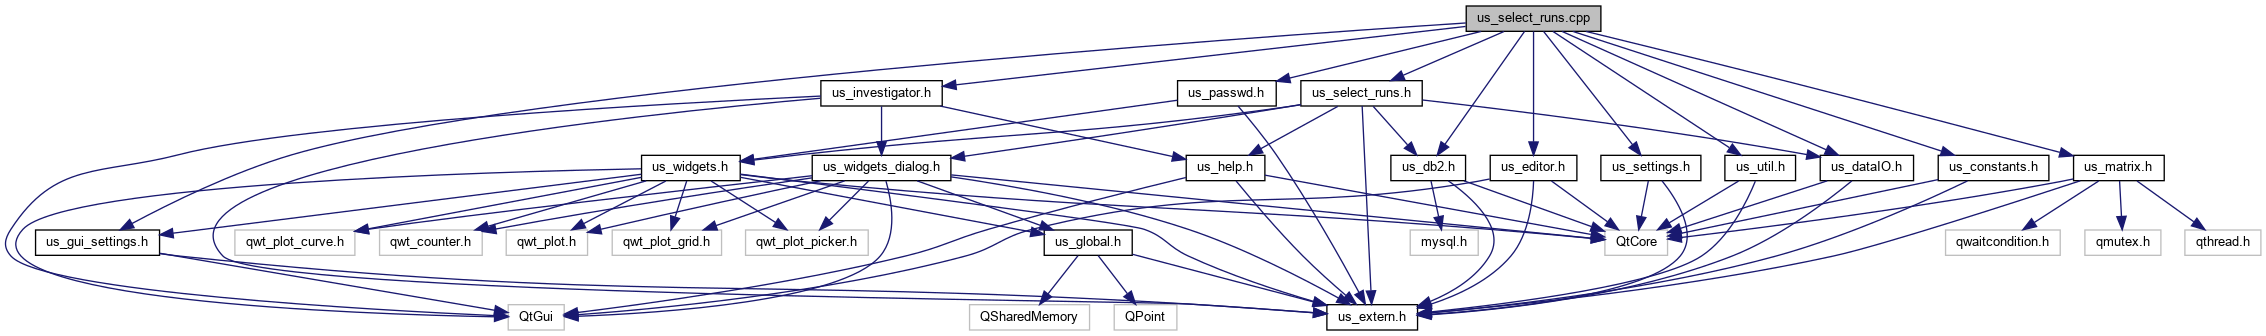 us_select_runs.cpp
us_investigator.h
us_passwd.h
us_select_runs.h
us_widgets.h
us_widgets_dialog.h
us_help.h
us_db2.h
us_editor.h
us_settings.h
us_util.h
us_dataIO.h
us_constants.h
us_matrix.h
us_gui_settings.h
qwt_plot_curve.h
qwt_counter.h
qwt_plot.h
qwt_plot_grid.h
qwt_plot_picker.h
us_global.h
mysql.h
QtCore
qwaitcondition.h
qmutex.h
qthread.h
QtGui
QSharedMemory
QPoint
us_extern.h